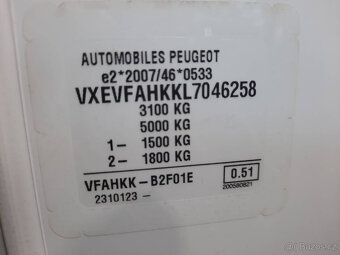 AUTOMOBILES PEUGEOT
e2*2007/46*0533
VXEVFAHKKL7046258
3100 KG
5000 KG
1- 1500 KG
2- 1800 KG
VFAHKK-B2F01E 0.51
2310123 - 200580821